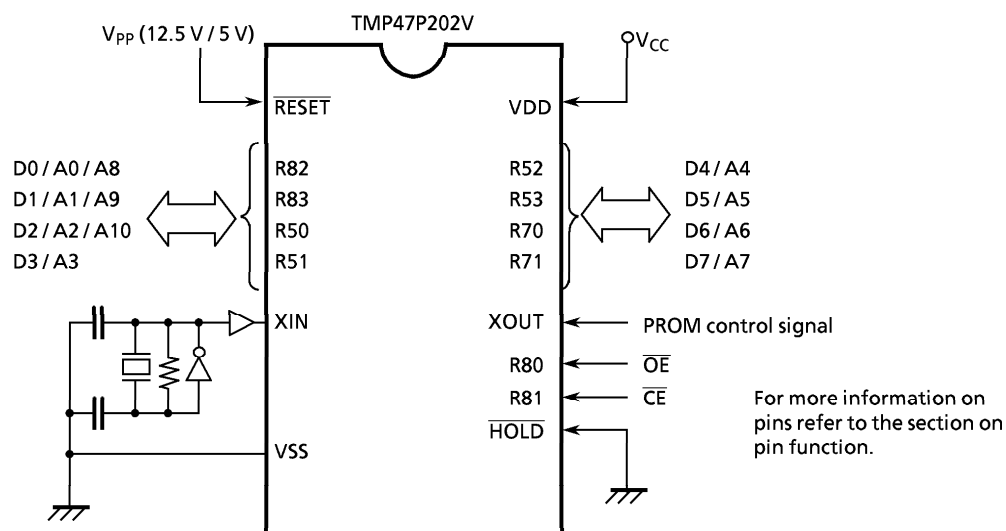 TMP47P202V
VPP (12.5 V / 5 V)
VCC
RESET
VDD
D0 / A0 / A8
R82
R52
D4 / A4
D1 / A1 / A9
R83
R53
D5 / A5
D2 / A2 / A10
R50
R70
D6 / A6
D3 / A3
R51
R71
D7 / A7
XIN
XOUT
PROM control signal
R80
OE
R81
CE
HOLD
VSS
For more information on
pins refer to the section on
pin function.